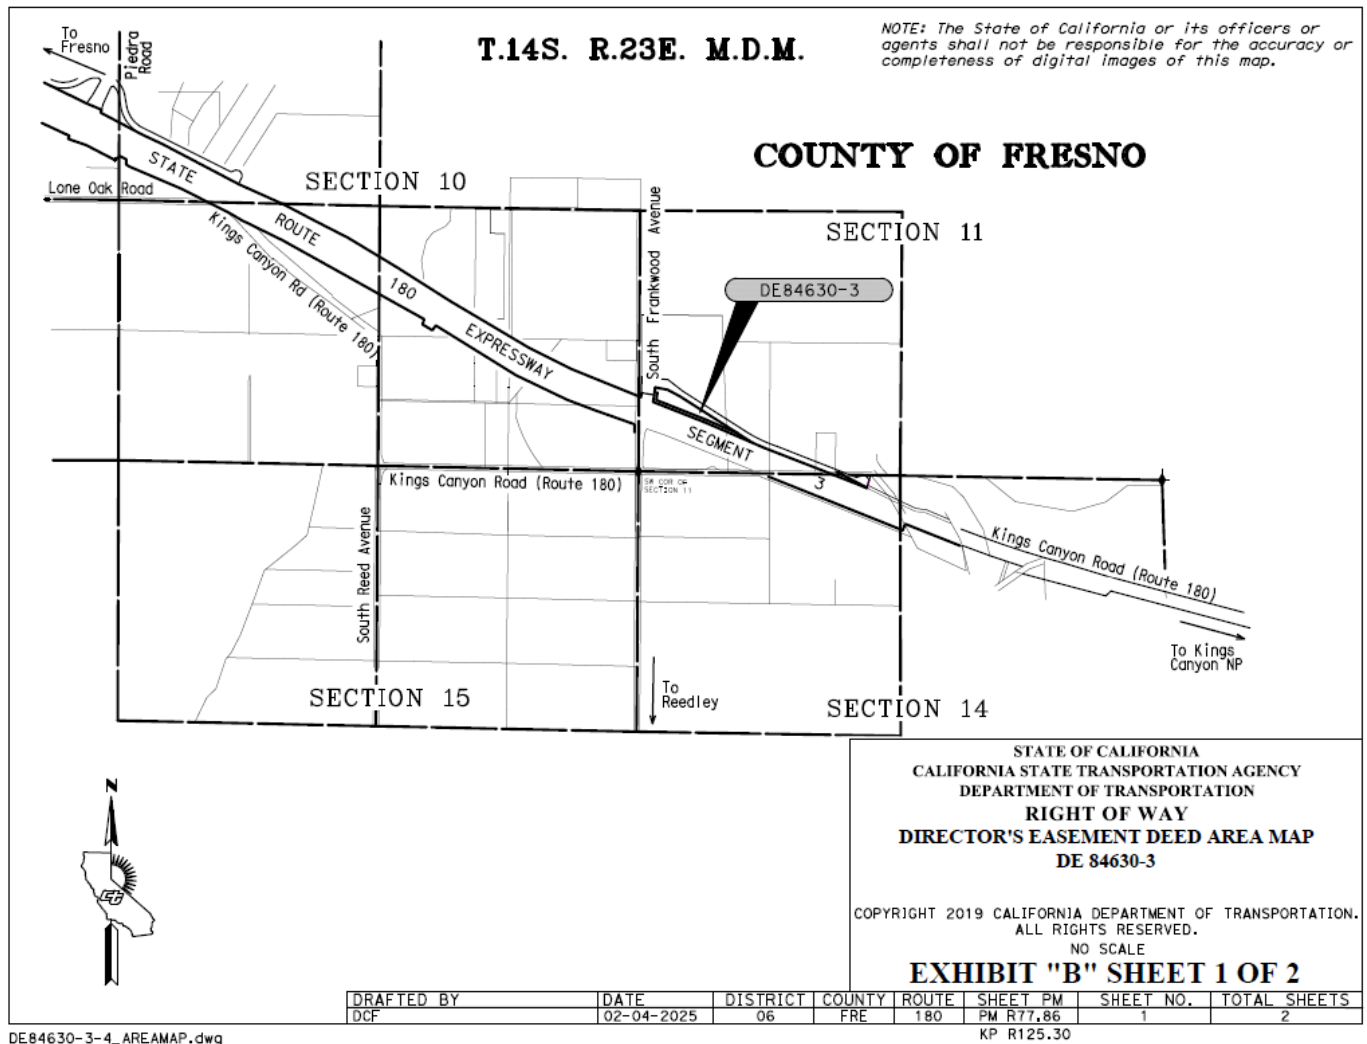 To
Fresno
Piedra
Road
T.14S. R.23E. M.D.M.
NOTE: The State of California or its officers or
agents shall not be responsible for the accuracy or
completeness of digital images of this map.
COUNTY OF FRESNO
STATE
ROUTE
180
EXPRESSWAY
SEGMENT
3
SECTION 10
Lone Oak Road
Kings Canyon Rd (Route 180)
South Frankwood Avenue
SECTION 11
DE84630-3
Kings Canyon Road (Route 180)
SW COR OF
SECTION 11
South Reed Avenue
Kings Canyon Road (Route 180)
To Kings
Canyon NP
SECTION 15
To
Reedley
SECTION 14
N
ct
STATE OF CALIFORNIA
CALIFORNIA STATE TRANSPORTATION AGENCY
DEPARTMENT OF TRANSPORTATION
RIGHT OF WAY
DIRECTOR'S EASEMENT DEED AREA MAP
DE 84630-3
COPYRIGHT 2019 CALIFORNIA DEPARTMENT OF TRANSPORTATION.
ALL RIGHTS RESERVED.
NO SCALE
EXHIBIT "B" SHEET 1 OF 2
DRAFTED BY DATE DISTRICT COUNTY ROUTE SHEET PM SHEET NO. TOTAL SHEETS
DCF 02-04-2025 06 FRE 180 PM R77.86 1 2
KP R125.30
DE84630-3-4_AREAMAP.dwg